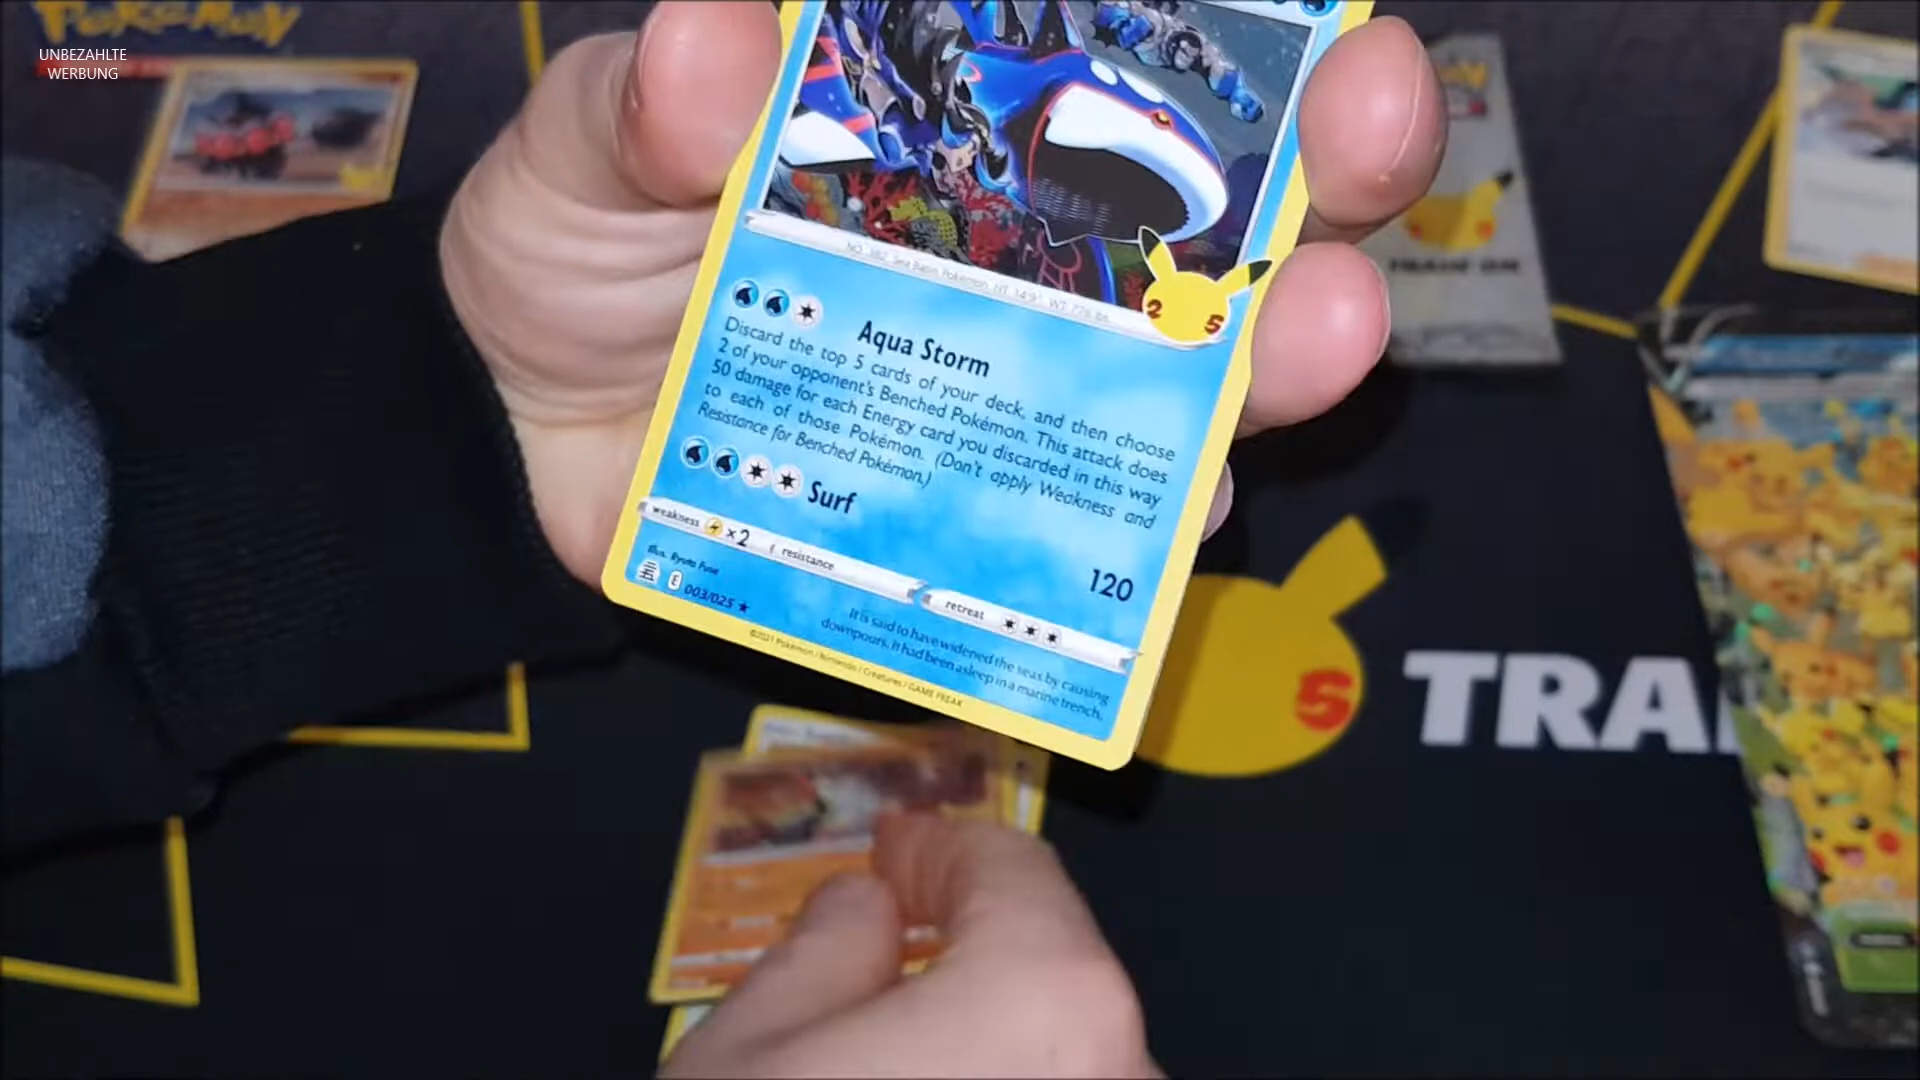 Pokémon
UNBEZAHLTE
WERBUNG
NO. 382 Sea Basin Pokémon HT: 14'9" WT: 776 lbs.
25
Aqua Storm
Discard the top 5 cards of your deck, and then choose
2 of your opponent's Benched Pokémon. This attack does
50 damage for each Energy card you discarded in this way
to each of those Pokémon. (Don't apply Weakness and
Resistance for Benched Pokémon.)
Surf
120
weakness ×2 resistance
retreat
Illus. Ryuta Fuse
E 003/025
It is said to have widened the seas by causing
downpours. It had been asleep in a marine trench.
©2021 Pokémon / Nintendo / Creatures / GAME FREAK
TRAIN ON
5
TRA